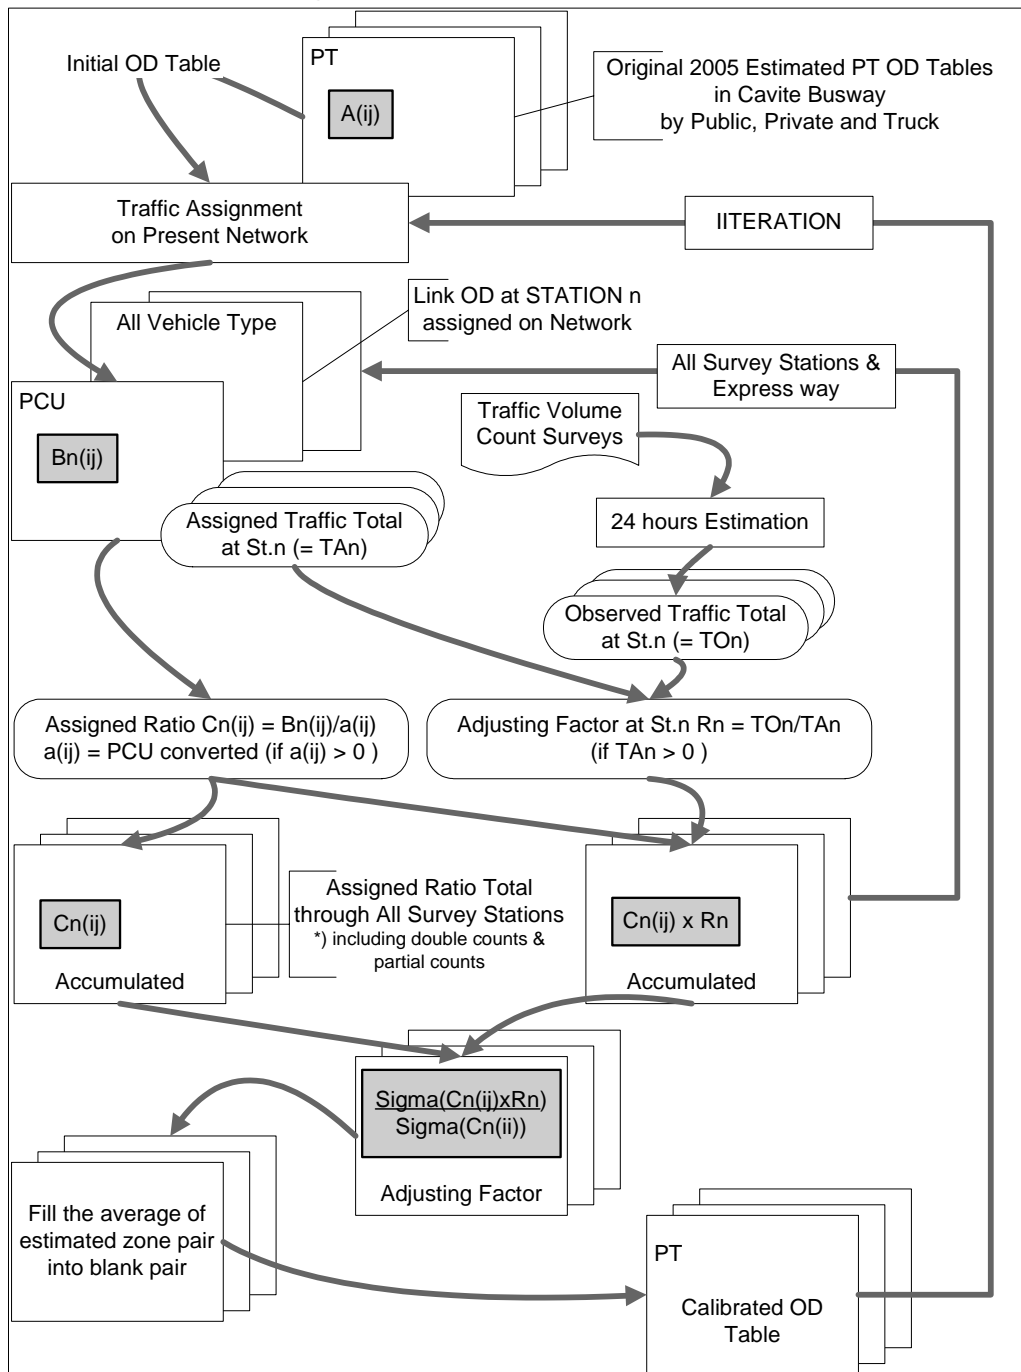 Initial OD Table
PT
A(ij)
Original 2005 Estimated PT OD Tables
in Cavite Busway
by Public, Private and Truck
Traffic Assignment
on Present Network
IITERATION
All Vehicle Type
Link OD at STATION n
assigned on Network
All Survey Stations &
Express way
PCU
Bn(ij)
Traffic Volume
Count Surveys
Assigned Traffic Total
at St.n (= TAn)
24 hours Estimation
Observed Traffic Total
at St.n (= TOn)
Assigned Ratio Cn(ij) = Bn(ij)/a(ij)
a(ij) = PCU converted (if a(ij) > 0 )
Adjusting Factor at St.n Rn = TOn/TAn
(if TAn > 0 )
Cn(ij)
Accumulated
Assigned Ratio Total
through All Survey Stations
*) including double counts &
partial counts
Cn(ij) x Rn
Accumulated
Sigma(Cn(ij)xRn)
Sigma(Cn(ii))
Adjusting Factor
Fill the average of
estimated zone pair
into blank pair
PT
Calibrated OD
Table